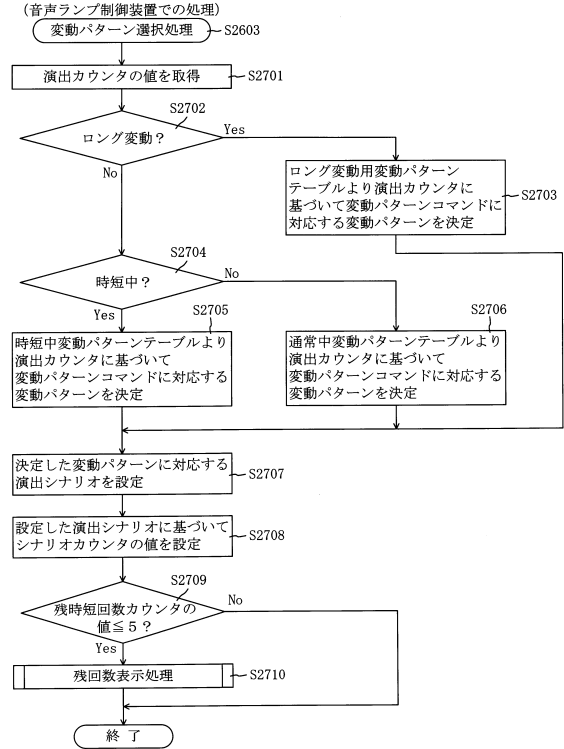 (音声ランプ制御装置での処理)
変動パターン選択処理
S2603
演出カウンタの値を取得
S2701
S2702
ロング変動?
Yes
No
ロング変動用変動パターン
テーブルより演出カウンタに
基づいて変動パターンコマンドに
対応する変動パターンを決定
S2703
S2704
時短中?
No
Yes
S2705
時短中変動パターンテーブルより
演出カウンタに基づいて
変動パターンコマンドに対応する
変動パターンを決定
S2706
通常中変動パターンテーブルより
演出カウンタに基づいて
変動パターンコマンドに対応する
変動パターンを決定
決定した変動パターンに対応する
演出シナリオを設定
S2707
設定した演出シナリオに基づいて
シナリオカウンタの値を設定
S2708
S2709
残時短回数カウンタの
値≦5?
No
Yes
残回数表示処理
S2710
終了